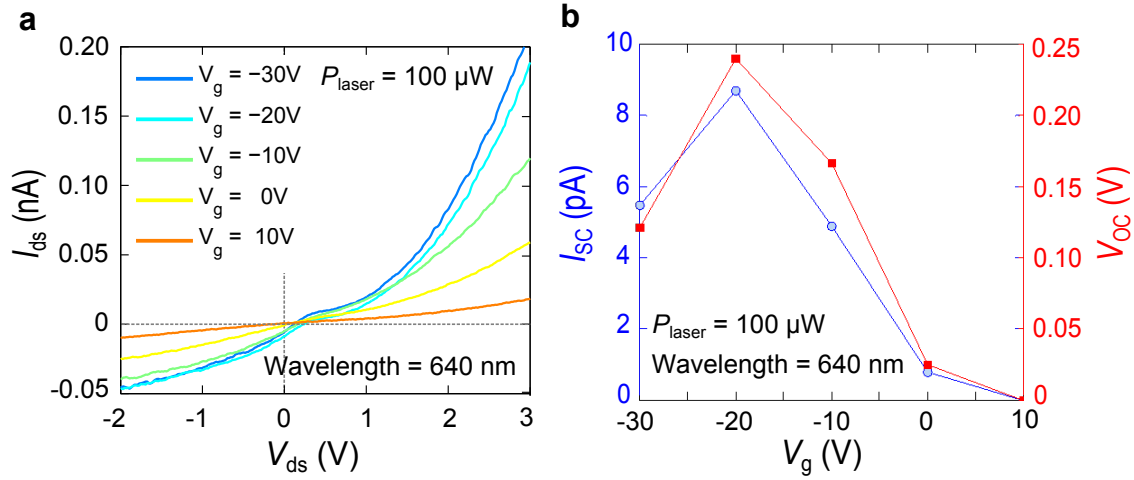 a
0.20
0.15
0.10
0.05
0
-0.05
I_ds (nA)
V_g = −30V
V_g = −20V
V_g = −10V
V_g = 0V
V_g = 10V
P_laser = 100 µW
Wavelength = 640 nm
-2 -1 0 1 2 3
V_ds (V)
b
10
8
6
4
2
0
I_SC (pA)
0.25
0.20
0.15
0.10
0.05
0
V_OC (V)
P_laser = 100 µW
Wavelength = 640 nm
-30 -20 -10 0 10
V_g (V)